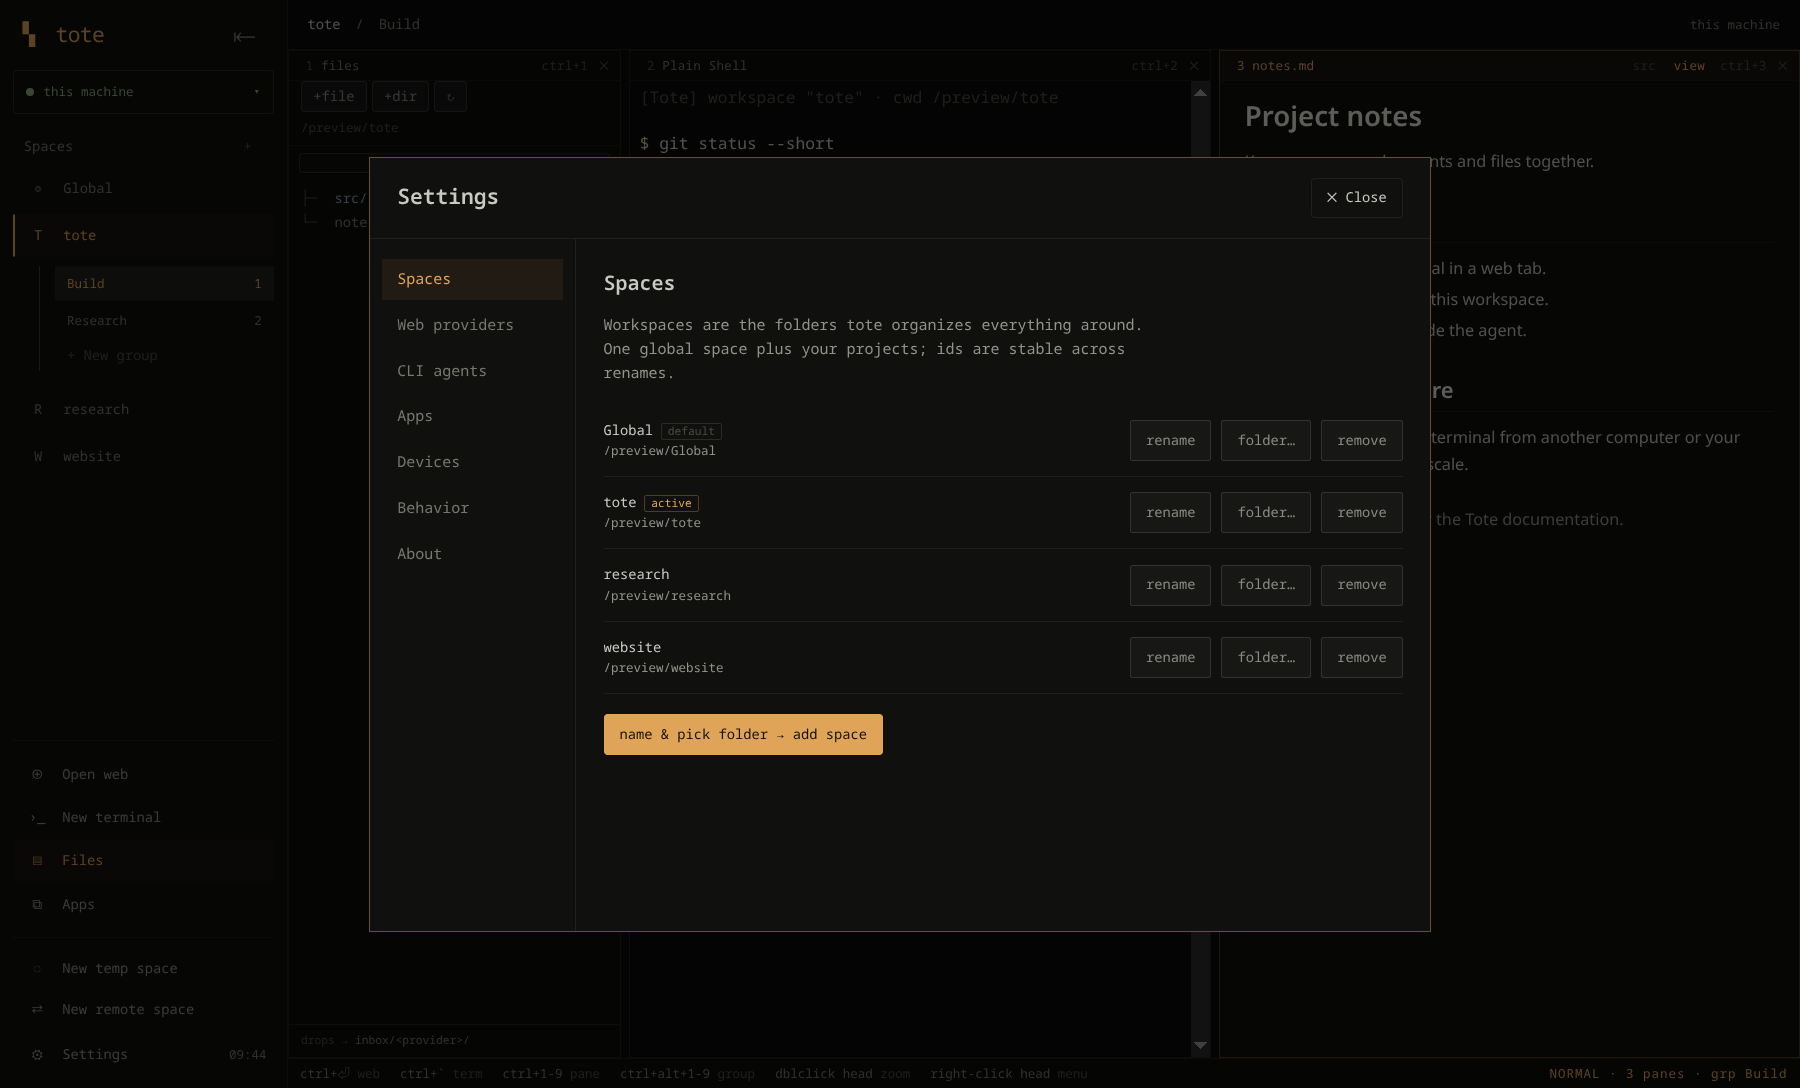 tote
this machine
Spaces +
Global
T tote
Build 1
Research 2
+ New group
R research
W website
Open web
New terminal
Files
Apps
New temp space
New remote space
Settings 09:44
tote / Build
this machine
1 files ctrl+1 ×
+file +dir ↻
/preview/tote
src/
note
drops → inbox/<provider>/
2 Plain Shell ctrl+2 ×
[Tote] workspace "tote" · cwd /preview/tote
$ git status --short
3 notes.md src view ctrl+3 ×
Project notes
nts and files together.
al in a web tab.
this workspace.
de the agent.
re
terminal from another computer or your
scale.
the Tote documentation.
Settings
× Close
Spaces
Web providers
CLI agents
Apps
Devices
Behavior
About
Spaces
Workspaces are the folders tote organizes everything around.
One global space plus your projects; ids are stable across
renames.
Global default
/preview/Global
rename folder… remove
tote active
/preview/tote
rename folder… remove
research
/preview/research
rename folder… remove
website
/preview/website
rename folder… remove
name & pick folder → add space
ctrl+⏎ web ctrl+` term ctrl+1-9 pane ctrl+alt+1-9 group dblclick head zoom right-click head menu
NORMAL · 3 panes · grp Build